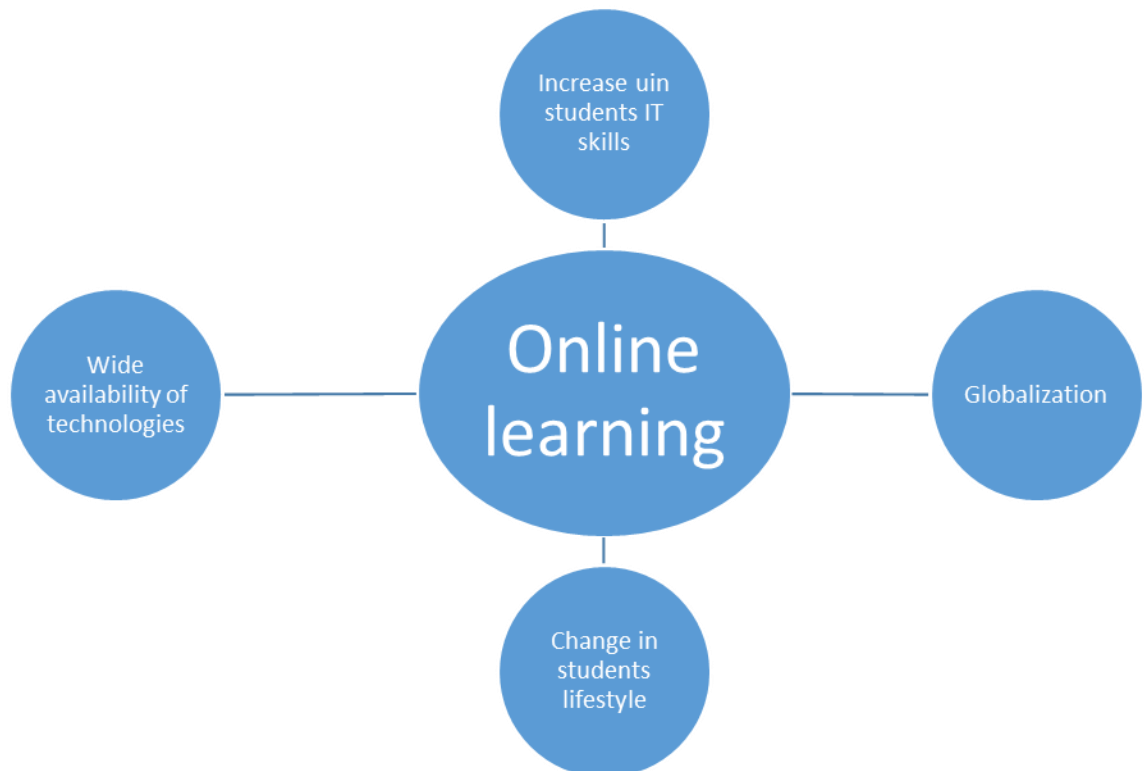 Increase uin
students IT
skills
Wide
availability of
technologies
Online
learning
Globalization
Change in
students
lifestyle